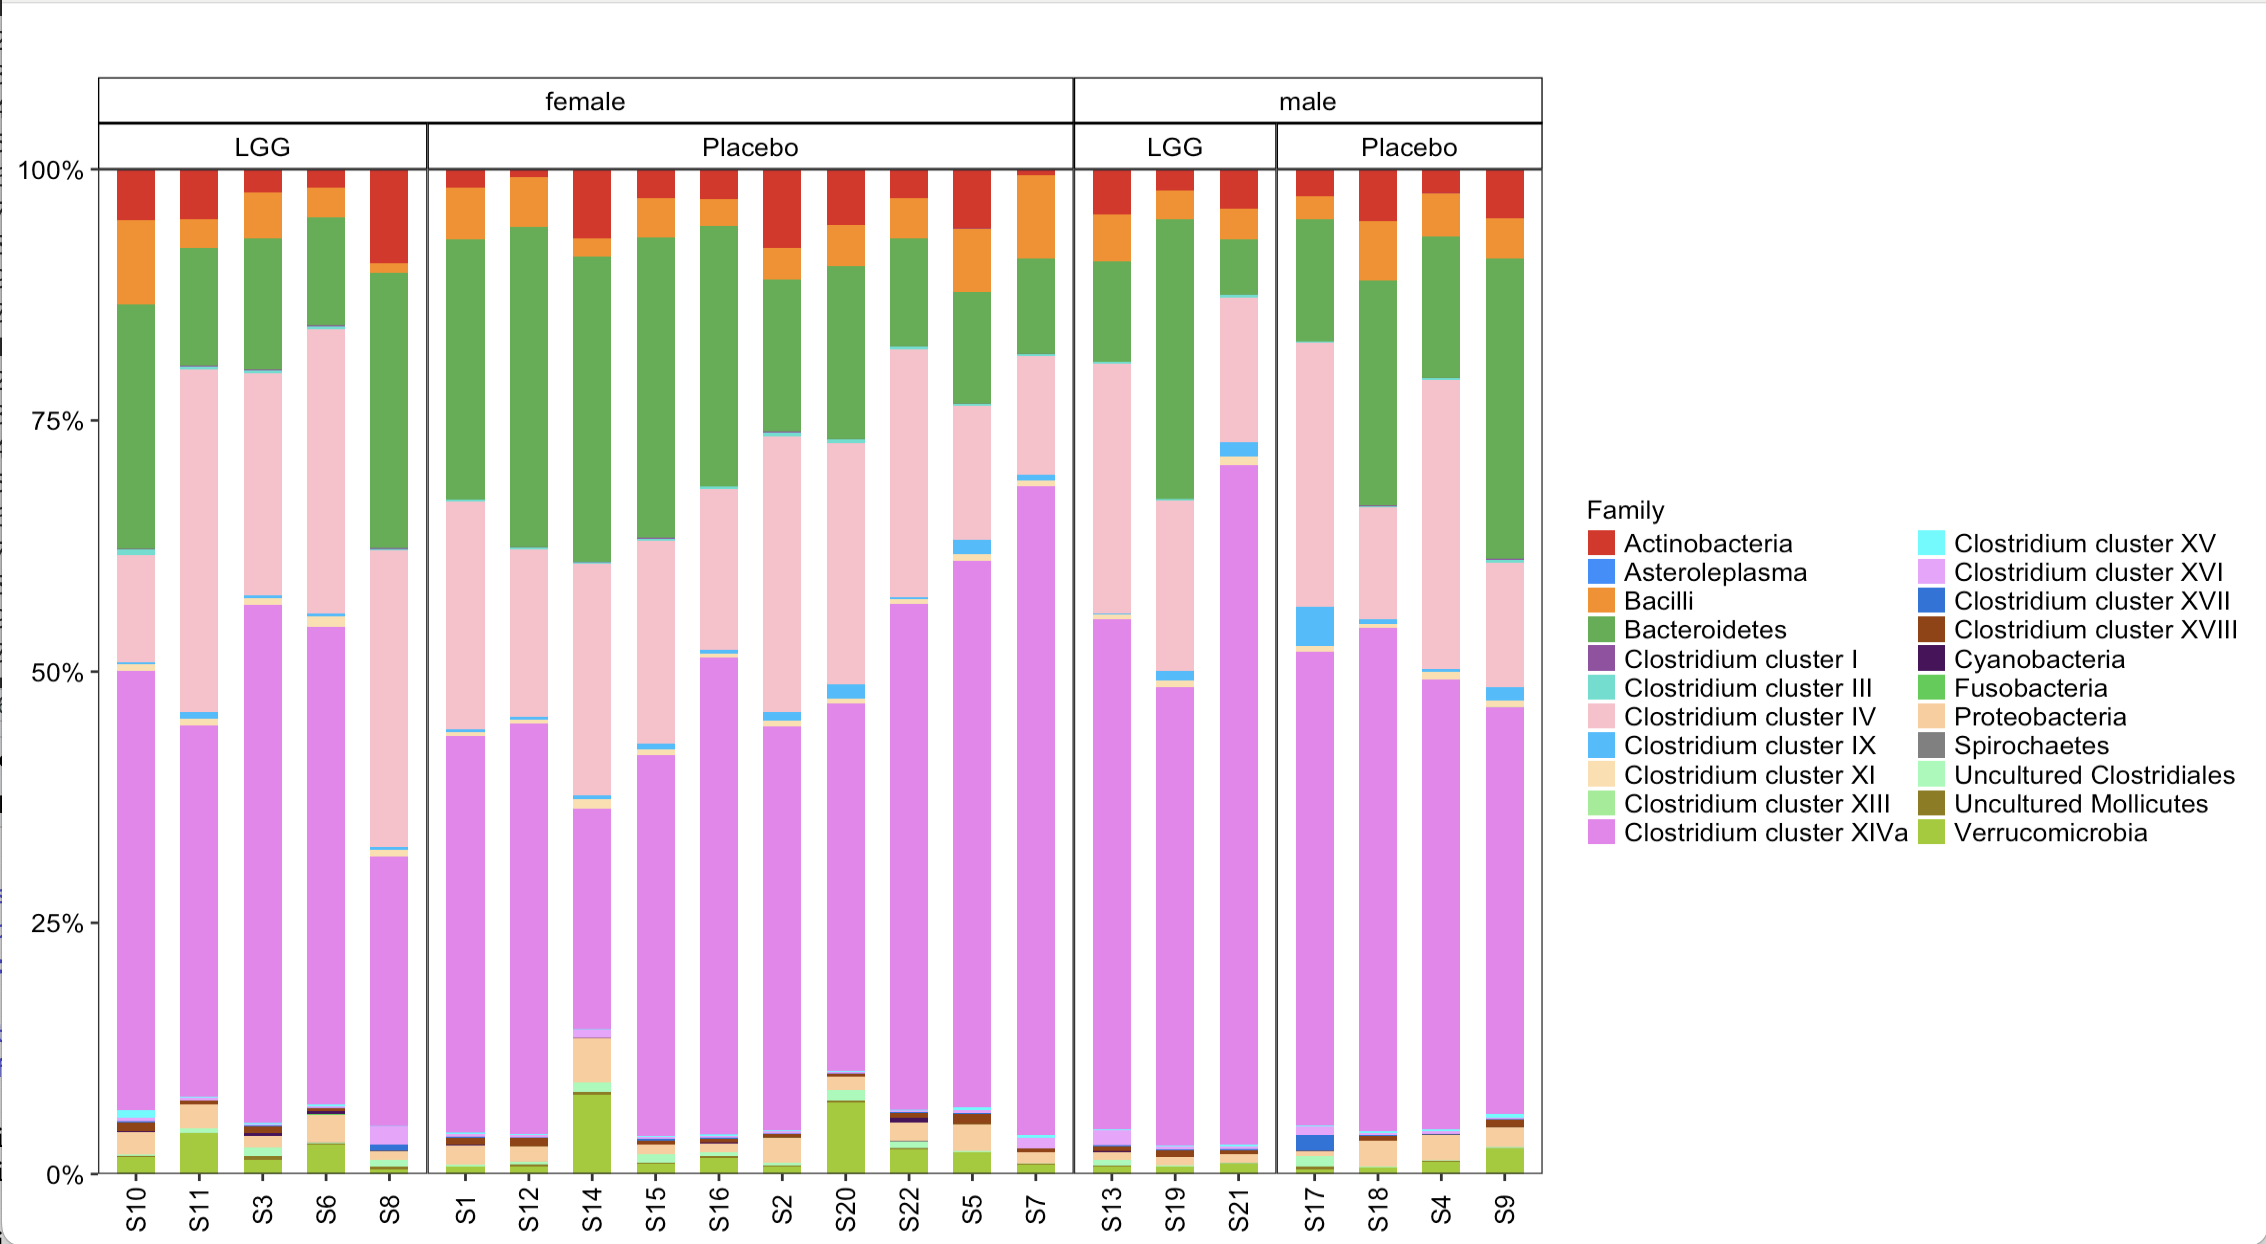 female
male
LGG
Placebo
LGG
Placebo
100%
75%
50%
25%
0%
S10
S11
S3
S6
S8
S1
S12
S14
S15
S16
S2
S20
S22
S5
S7
S13
S19
S21
S17
S18
S4
S9
Family
Actinobacteria
Asteroleplasma
Bacilli
Bacteroidetes
Clostridium cluster I
Clostridium cluster III
Clostridium cluster IV
Clostridium cluster IX
Clostridium cluster XI
Clostridium cluster XIII
Clostridium cluster XIVa
Clostridium cluster XV
Clostridium cluster XVI
Clostridium cluster XVII
Clostridium cluster XVIII
Cyanobacteria
Fusobacteria
Proteobacteria
Spirochaetes
Uncultured Clostridiales
Uncultured Mollicutes
Verrucomicrobia